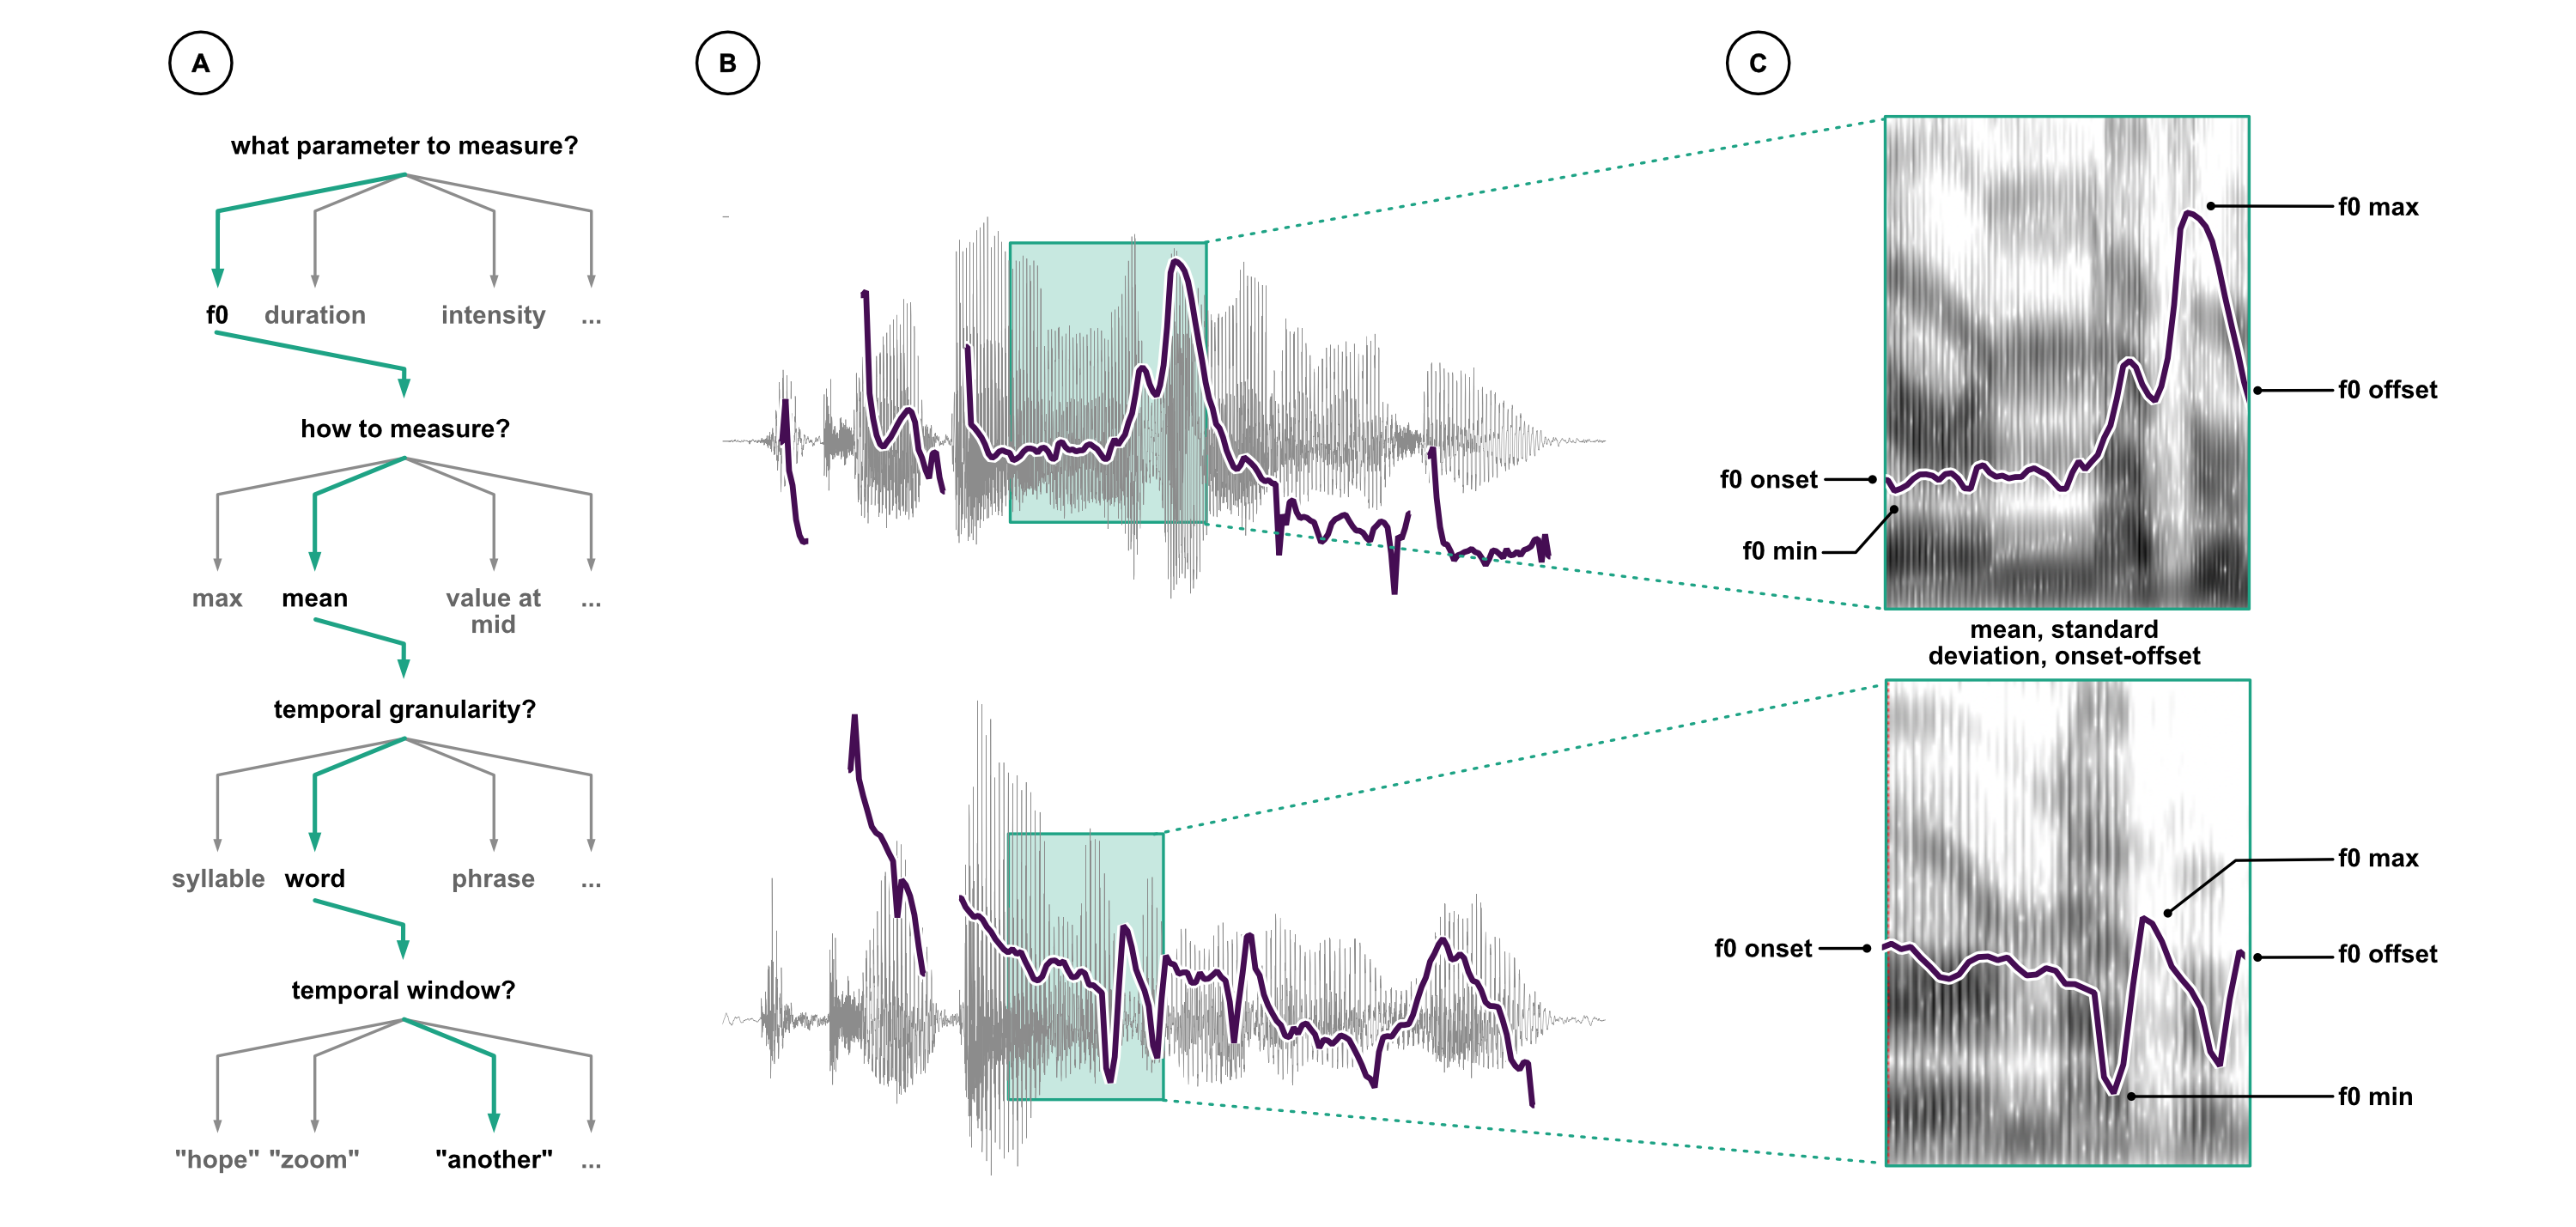 A
what parameter to measure?
f0 duration intensity ...
how to measure?
max mean value at ...
mid
temporal granularity?
syllable word phrase ...
temporal window?
"hope" "zoom" "another" ...
B
C
f0 max
f0 offset
f0 onset
f0 min
mean, standard
deviation, onset-offset
f0 max
f0 onset
f0 offset
f0 min